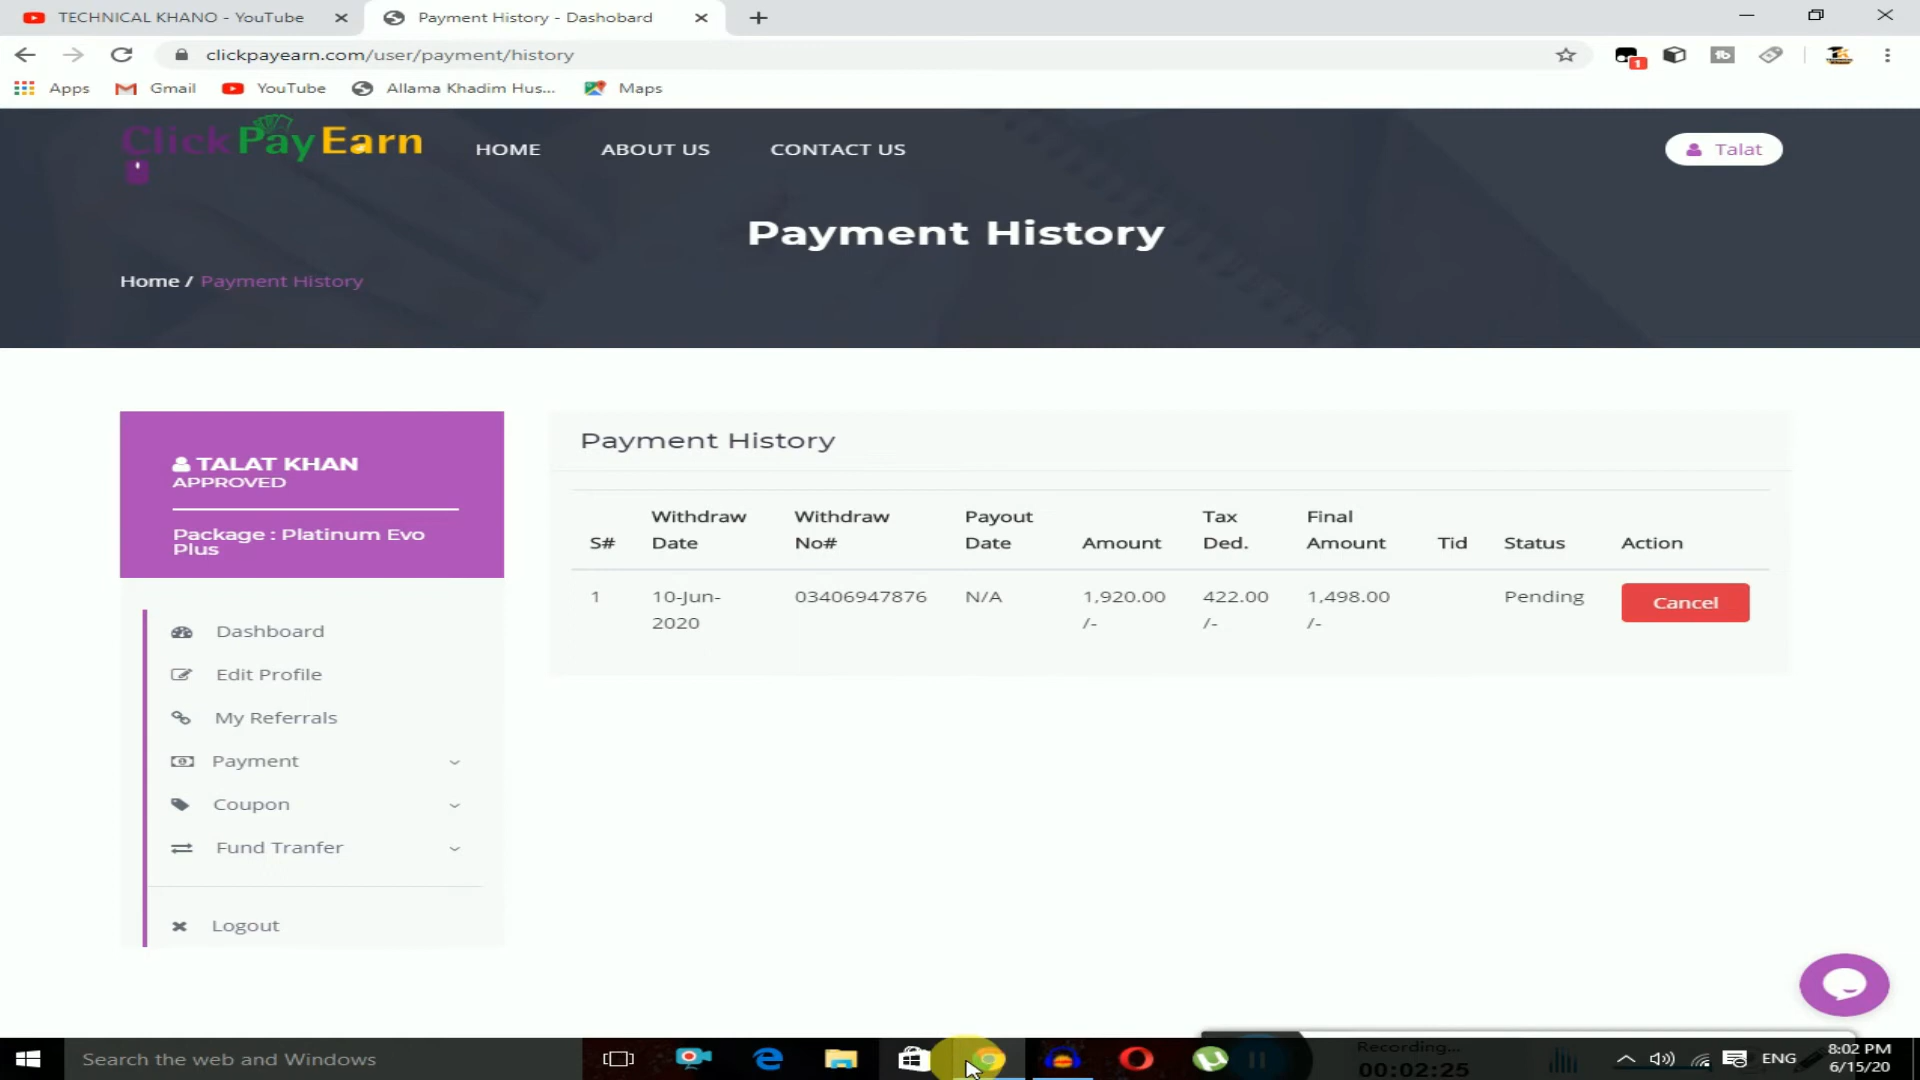 TECHNICAL KHANO - YouTube
Payment History - Dashobard
clickpayearn.com/user/payment/history
1
tb
Apps
Gmail
YouTube
Allama Khadim Hus...
Maps
ClickPayEarn
HOME
ABOUT US
CONTACT US
Talat
Payment History
Home / Payment History
TALAT KHAN
APPROVED
Package : Platinum Evo
Plus
Dashboard
Edit Profile
My Referrals
Payment
Coupon
Fund Tranfer
Logout
Payment History
S#
Withdraw Date
Withdraw No#
Payout Date
Amount
Tax Ded.
Final Amount
Tid
Status
Action
1
10-Jun-2020
03406947876
N/A
1,920.00 /-
422.00 /-
1,498.00 /-
Pending
Cancel
Search the web and Windows
Recording...
00:02:25
ENG
8:02 PM
6/15/20